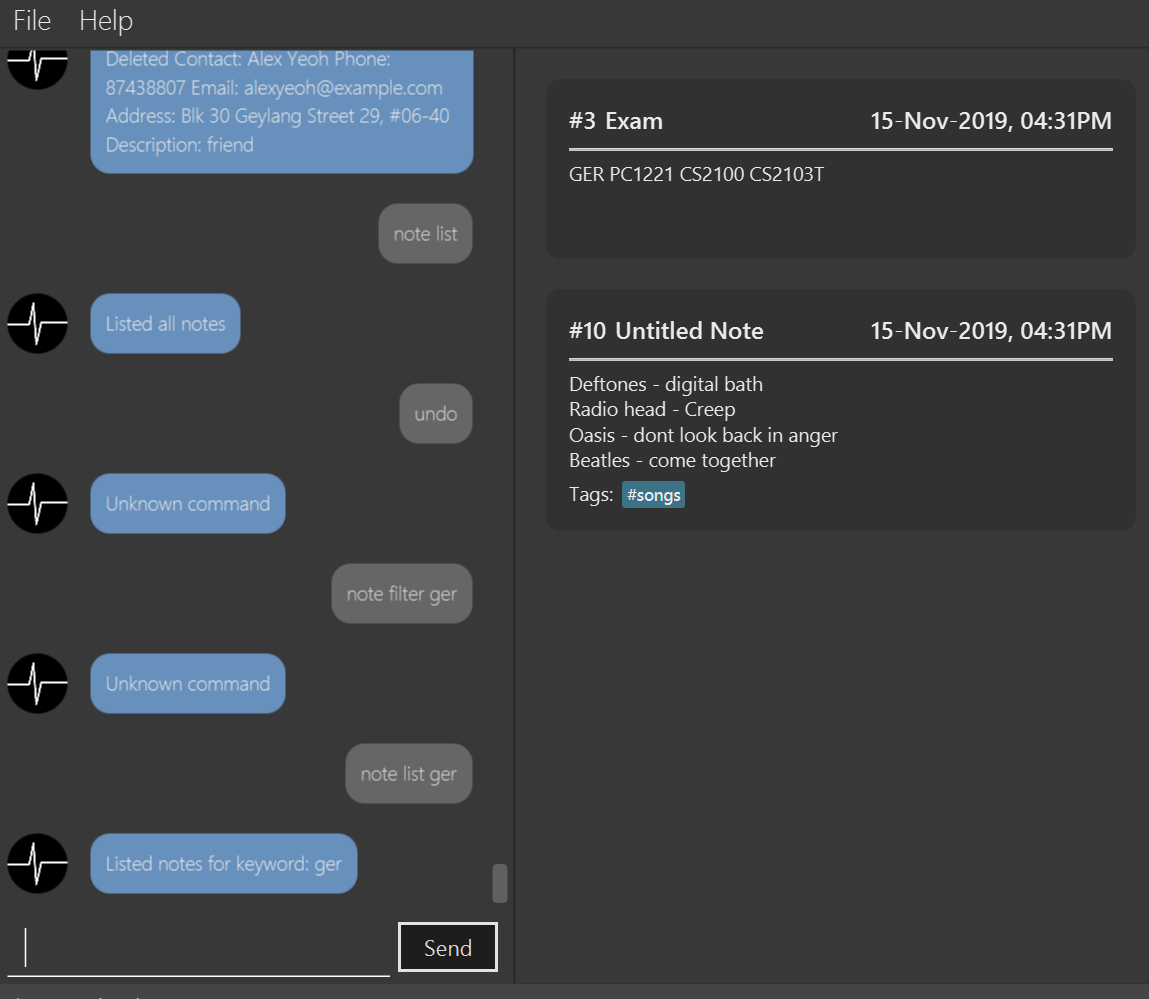 File Help
Deleted Contact: Alex Yeoh Phone:
87438807 Email: alexyeoh@example.com
Address: Blk 30 Geylang Street 29, #06-40
Description: friend
note list
Listed all notes
undo
Unknown command
note filter ger
Unknown command
note list ger
Listed notes for keyword: ger
Send
#3 Exam 15-Nov-2019, 04:31PM
GER PC1221 CS2100 CS2103T
#10 Untitled Note 15-Nov-2019, 04:31PM
Deftones - digital bath
Radio head - Creep
Oasis - dont look back in anger
Beatles - come together
Tags: #songs